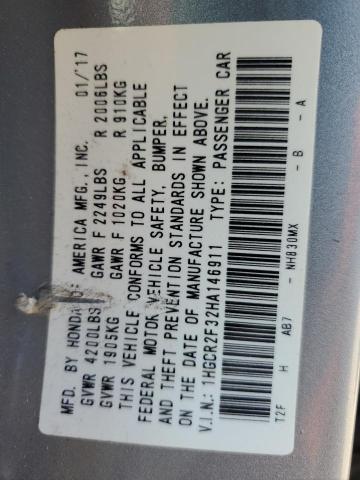 MFD. BY HONDA OF AMERICA MFG., INC. 01/'17
GVWR 4200LBS GAWR F 2249LBS R 2006LBS
GVWR 1905KG GAWR F 1020KG R 910KG
THIS VEHICLE CONFORMS TO ALL APPLICABLE
FEDERAL MOTOR VEHICLE SAFETY, BUMPER,
AND THEFT PREVENTION STANDARDS IN EFFECT
ON THE DATE OF MANUFACTURE SHOWN ABOVE.
V.I.N.: 1HGCR2F32HA146911 TYPE: PASSENGER CAR
T2F H AB7 - NH830MX - B - A